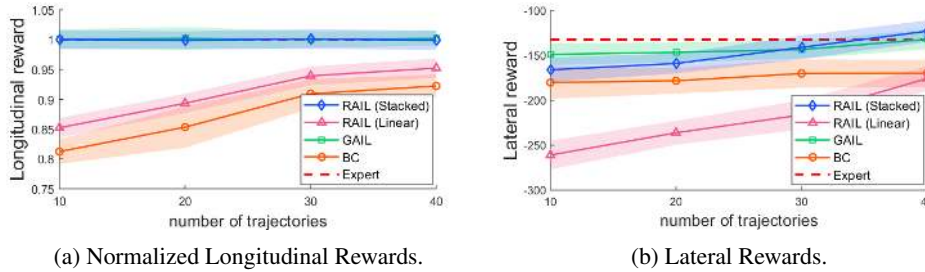 1.05
1
0.95
0.9
0.85
0.8
0.75
Longitudinal reward
10
20
30
40
number of trajectories
RAIL (Stacked)
RAIL (Linear)
GAIL
BC
Expert
(a) Normalized Longitudinal Rewards.
-100
-150
-200
-250
-300
Lateral reward
10
20
30
number of trajectories
RAIL (Stacked)
RAIL (Linear)
GAIL
BC
Expert
(b) Lateral Rewards.